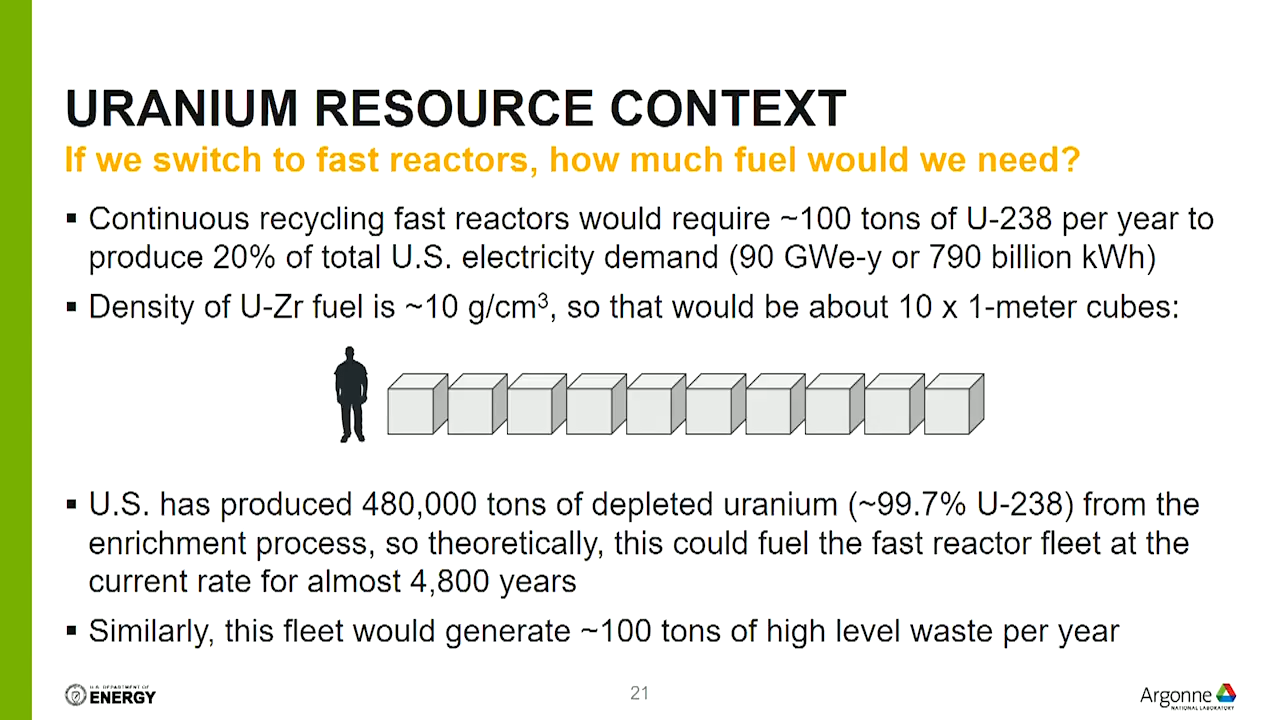 URANIUM RESOURCE CONTEXT
If we switch to fast reactors, how much fuel would we need?
▪ Continuous recycling fast reactors would require ~100 tons of U-238 per year to
produce 20% of total U.S. electricity demand (90 GWe-y or 790 billion kWh)
▪ Density of U-Zr fuel is ~10 g/cm³, so that would be about 10 x 1-meter cubes:
▪ U.S. has produced 480,000 tons of depleted uranium (~99.7% U-238) from the
enrichment process, so theoretically, this could fuel the fast reactor fleet at the
current rate for almost 4,800 years
▪ Similarly, this fleet would generate ~100 tons of high level waste per year
U.S. DEPARTMENT OF
ENERGY
21
Argonne
NATIONAL LABORATORY